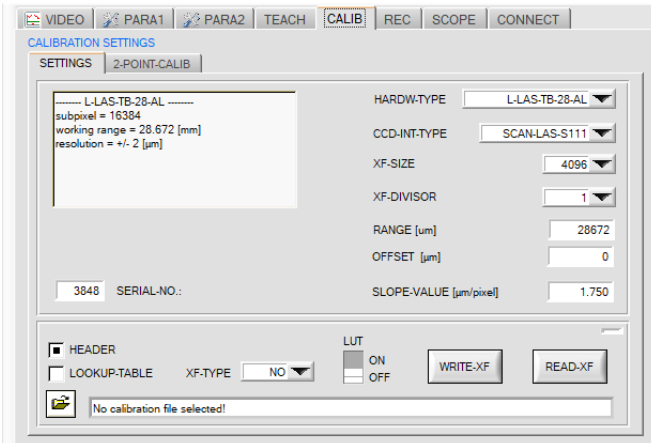 VIDEO PARA1 PARA2 TEACH CALIB REC SCOPE CONNECT
CALIBRATION SETTINGS
SETTINGS 2-POINT-CALIB
------- L-LAS-TB-28-AL -------
subpixel = 16384
working range = 28.672 [mm]
resolution = +/- 2 [µm]
HARDW-TYPE L-LAS-TB-28-AL
CCD-INT-TYPE SCAN-LAS-S111
XF-SIZE 4096
XF-DIVISOR 1
RANGE [um] 28672
OFFSET [µm] 0
3848 SERIAL-NO.: SLOPE-VALUE [µm/pixel] 1.750
HEADER
LOOKUP-TABLE XF-TYPE NO
LUT
ON
OFF
WRITE-XF READ-XF
No calibration file selected!